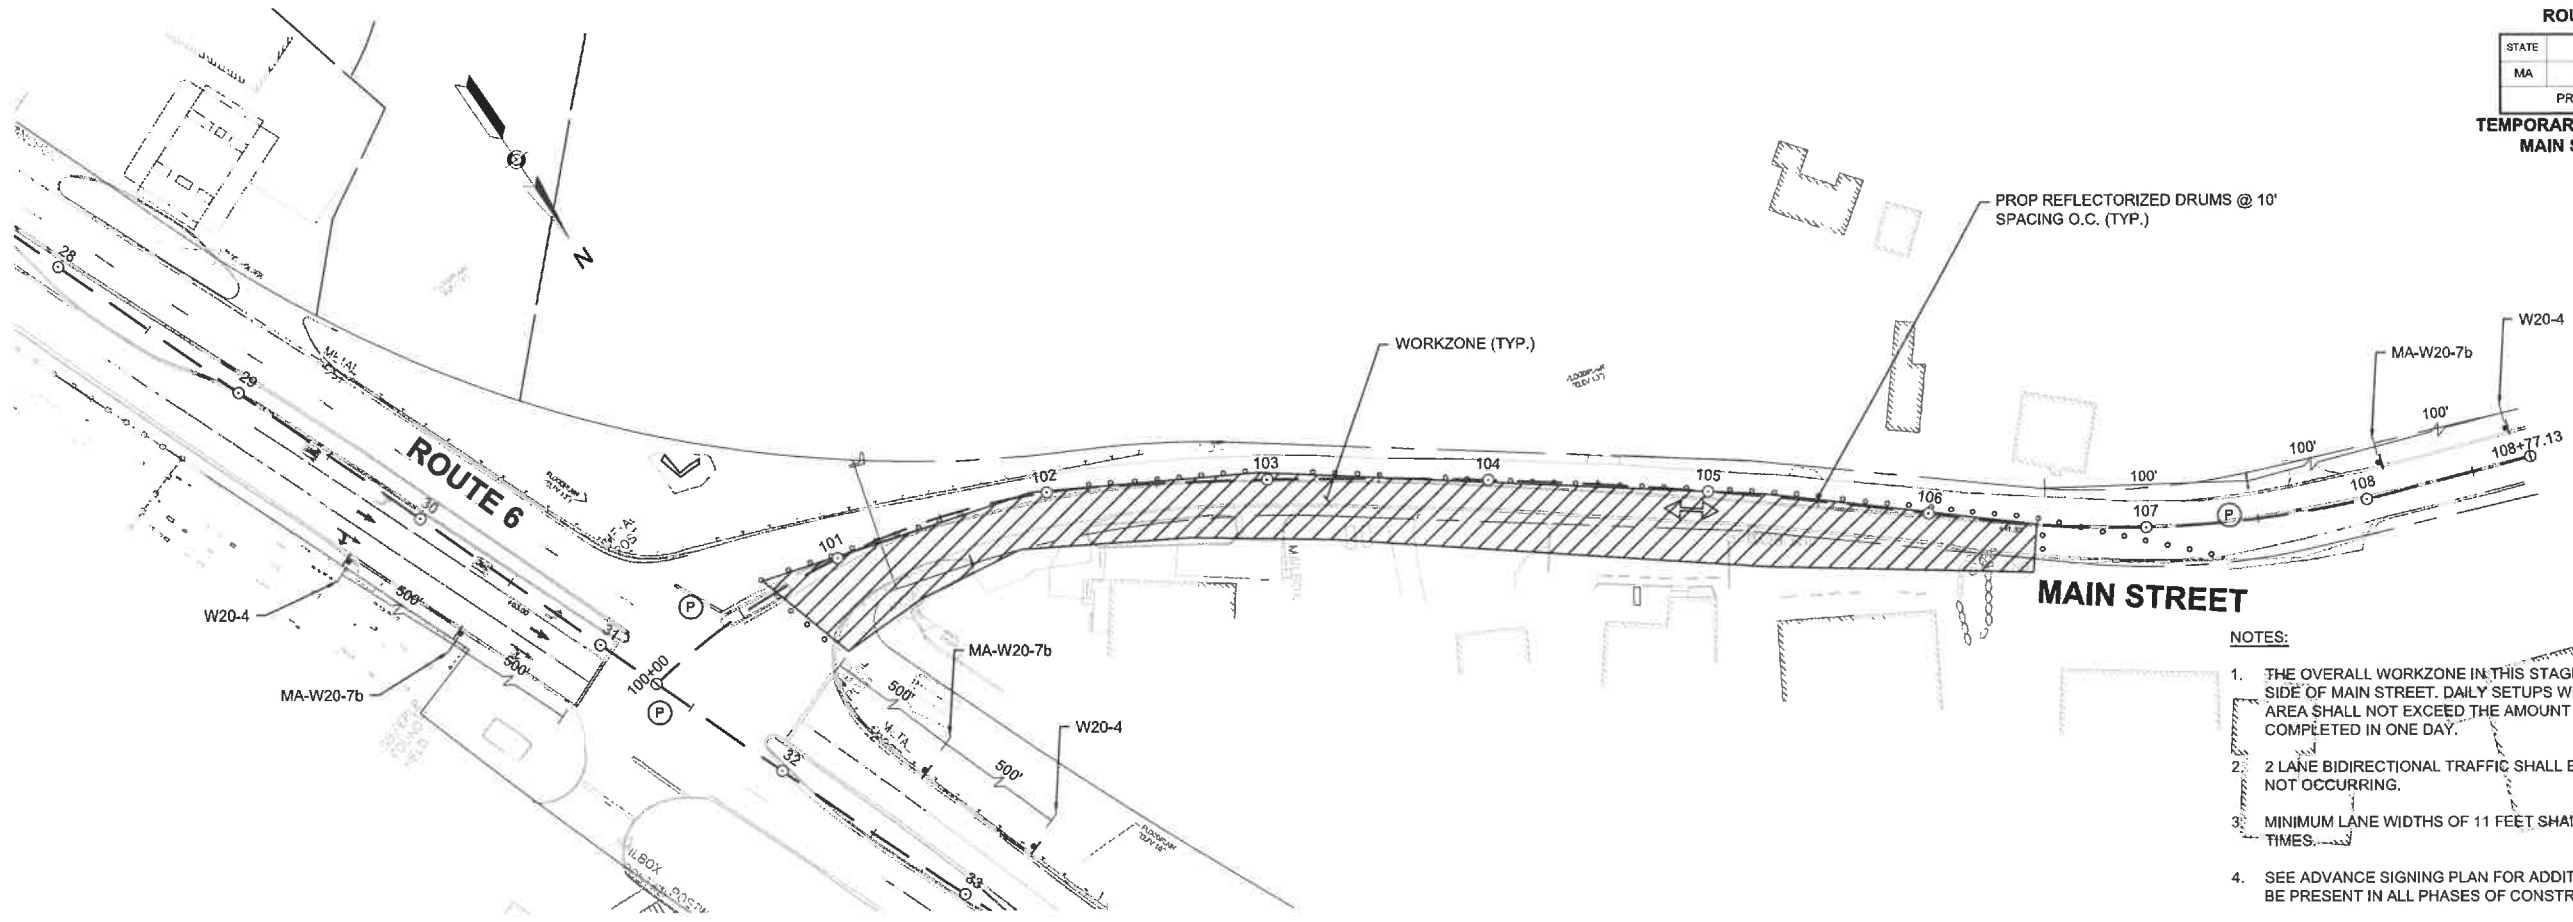 ROU
STATE
MA
PR
TEMPORAR
MAIN S
PROP REFLECTORIZED DRUMS @ 10'
SPACING O.C. (TYP.)
N
28
29
30
31
32
33
METAL
ROUTE 6
WORKZONE (TYP.)
W20-4
MA-W20-7b
100'
100'
100'
108+77.13
100+00
101
102
103
104
105
106
107
108
P
P
P
W20-4
500'
MA-W20-7b
500'
MA-W20-7b
500'
W20-4
500'
MAIN STREET
NOTES:
1. THE OVERALL WORKZONE IN THIS STAG
SIDE OF MAIN STREET. DAILY SETUPS W
AREA SHALL NOT EXCEED THE AMOUNT
COMPLETED IN ONE DAY.
2. 2 LANE BIDIRECTIONAL TRAFFIC SHALL B
NOT OCCURRING.
3. MINIMUM LANE WIDTHS OF 11 FEET SHA
TIMES.
4. SEE ADVANCE SIGNING PLAN FOR ADDIT
BE PRESENT IN ALL PHASES OF CONSTR